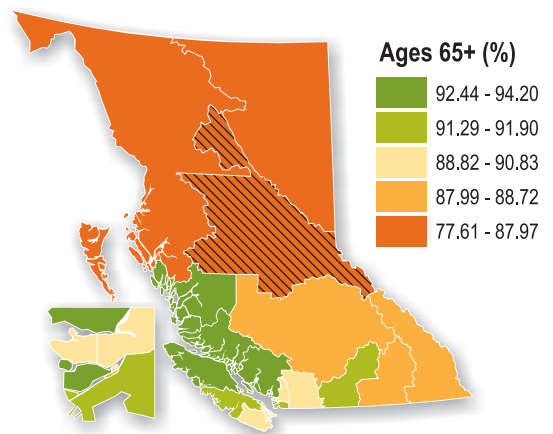 Ages 65+ (%)
92.44 - 94.20
91.29 - 91.90
88.82 - 90.83
87.99 - 88.72
77.61 - 87.97